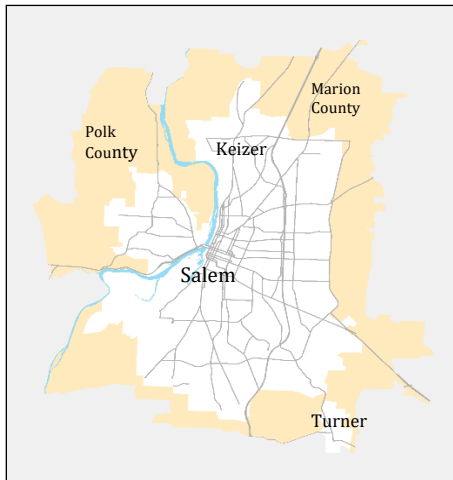 Marion
County
Polk
County
Keizer
Salem
Turner